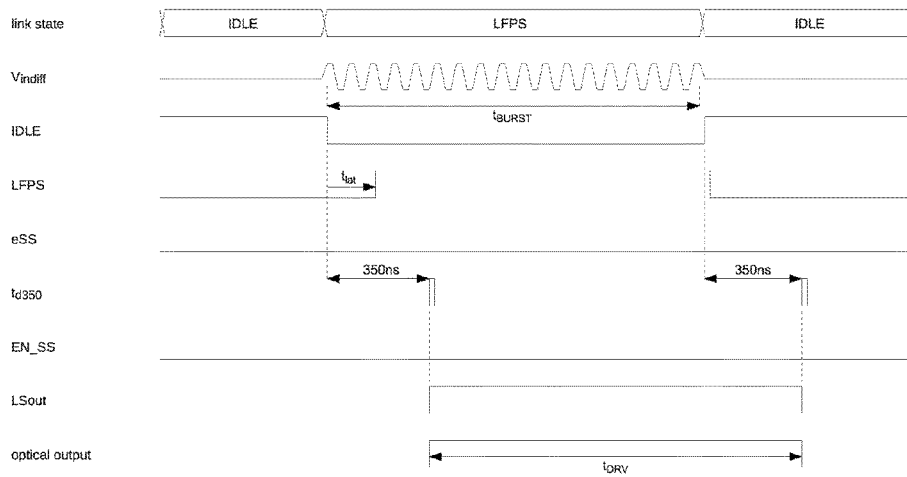 link state IDLE LFPS IDLE
Vindiff
tBURST
IDLE
LFPS tlat
eSS
350ns 350ns
td350
EN_SS
LSout
optical output
tDRV